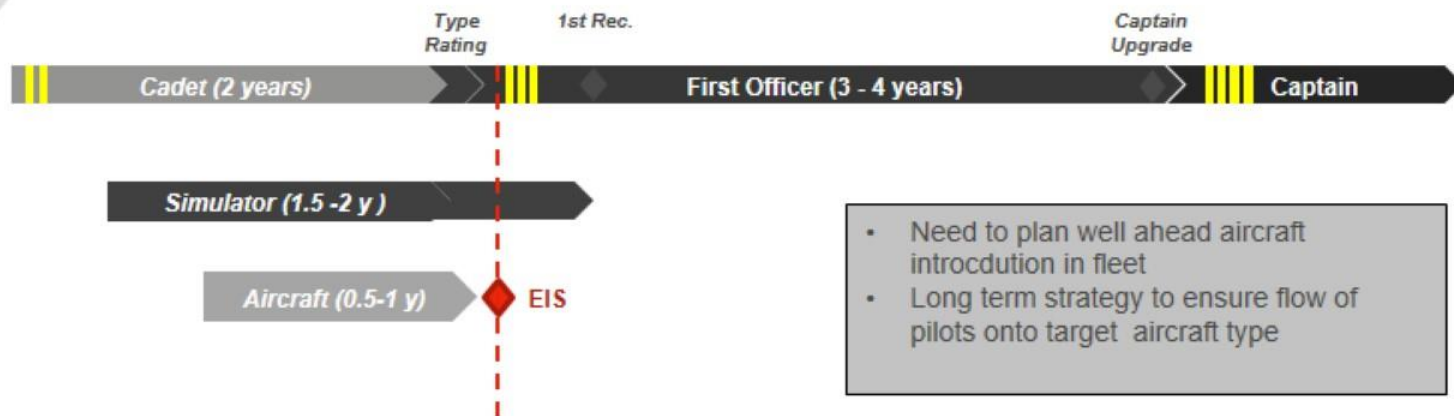 Type
Rating
1st Rec.
Captain
Upgrade
Cadet (2 years)
First Officer (3 - 4 years)
Captain
Simulator (1.5 -2 y )
Aircraft (0.5-1 y)
EIS
• Need to plan well ahead aircraft
introcdution in fleet
• Long term strategy to ensure flow of
pilots onto target aircraft type